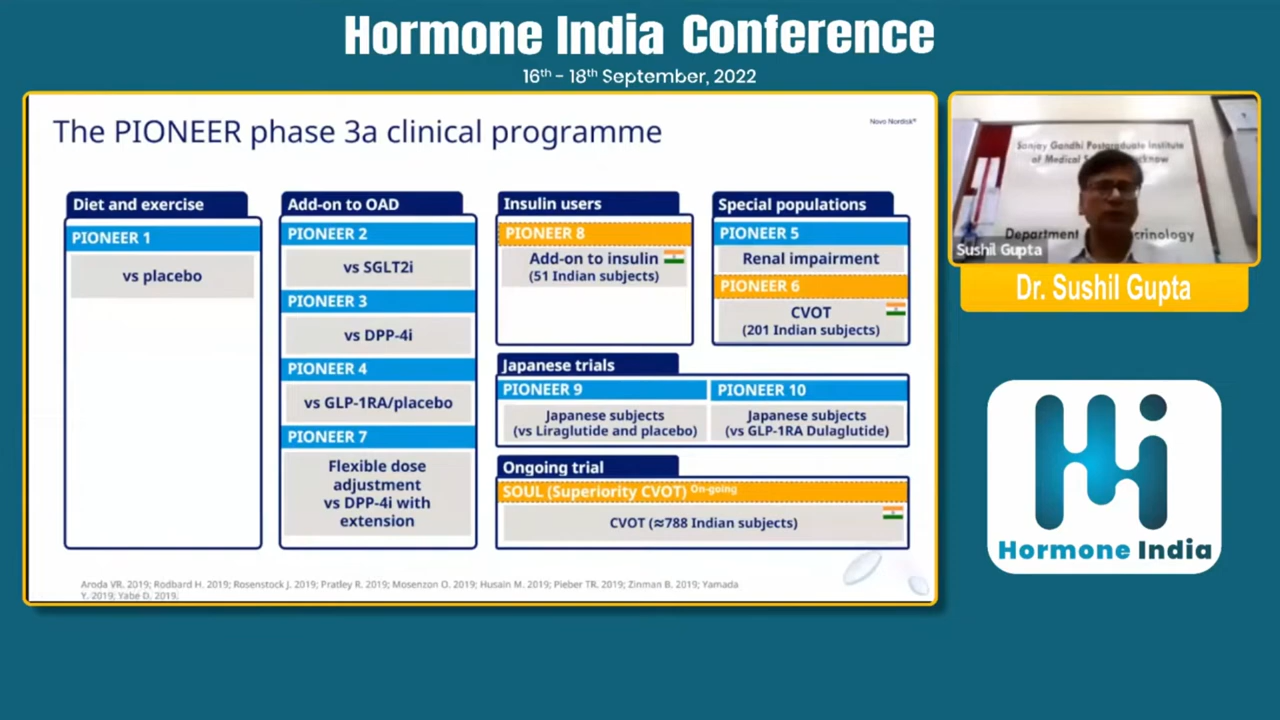 Hormone India Conference
16th - 18th September, 2022
The PIONEER phase 3a clinical programme
Novo Nordisk®
Diet and exercise
PIONEER 1
vs placebo
Add-on to OAD
PIONEER 2
vs SGLT2i
PIONEER 3
vs DPP-4i
PIONEER 4
vs GLP-1RA/placebo
PIONEER 7
Flexible dose
adjustment
vs DPP-4i with
extension
Insulin users
PIONEER 8
Add-on to insulin
(51 Indian subjects)
Special populations
PIONEER 5
Renal impairment
PIONEER 6
CVOT
(201 Indian subjects)
Japanese trials
PIONEER 9
Japanese subjects
(vs Liraglutide and placebo)
PIONEER 10
Japanese subjects
(vs GLP-1RA Dulaglutide)
Ongoing trial
SOUL (Superiority CVOT) On-going
CVOT (≈788 Indian subjects)
Aroda VR. 2019; Rodbard H. 2019; Rosenstock J. 2019; Pratley R. 2019; Mosenzon O. 2019; Husain M. 2019; Pieber TR. 2019; Zinman B. 2019; Yamada
Y. 2019; Yabe D. 2019.
Sanjay Gandhi Postgraduate Institute
of Medical
Department
Sushil Gupta
Dr. Sushil Gupta
Hormone India